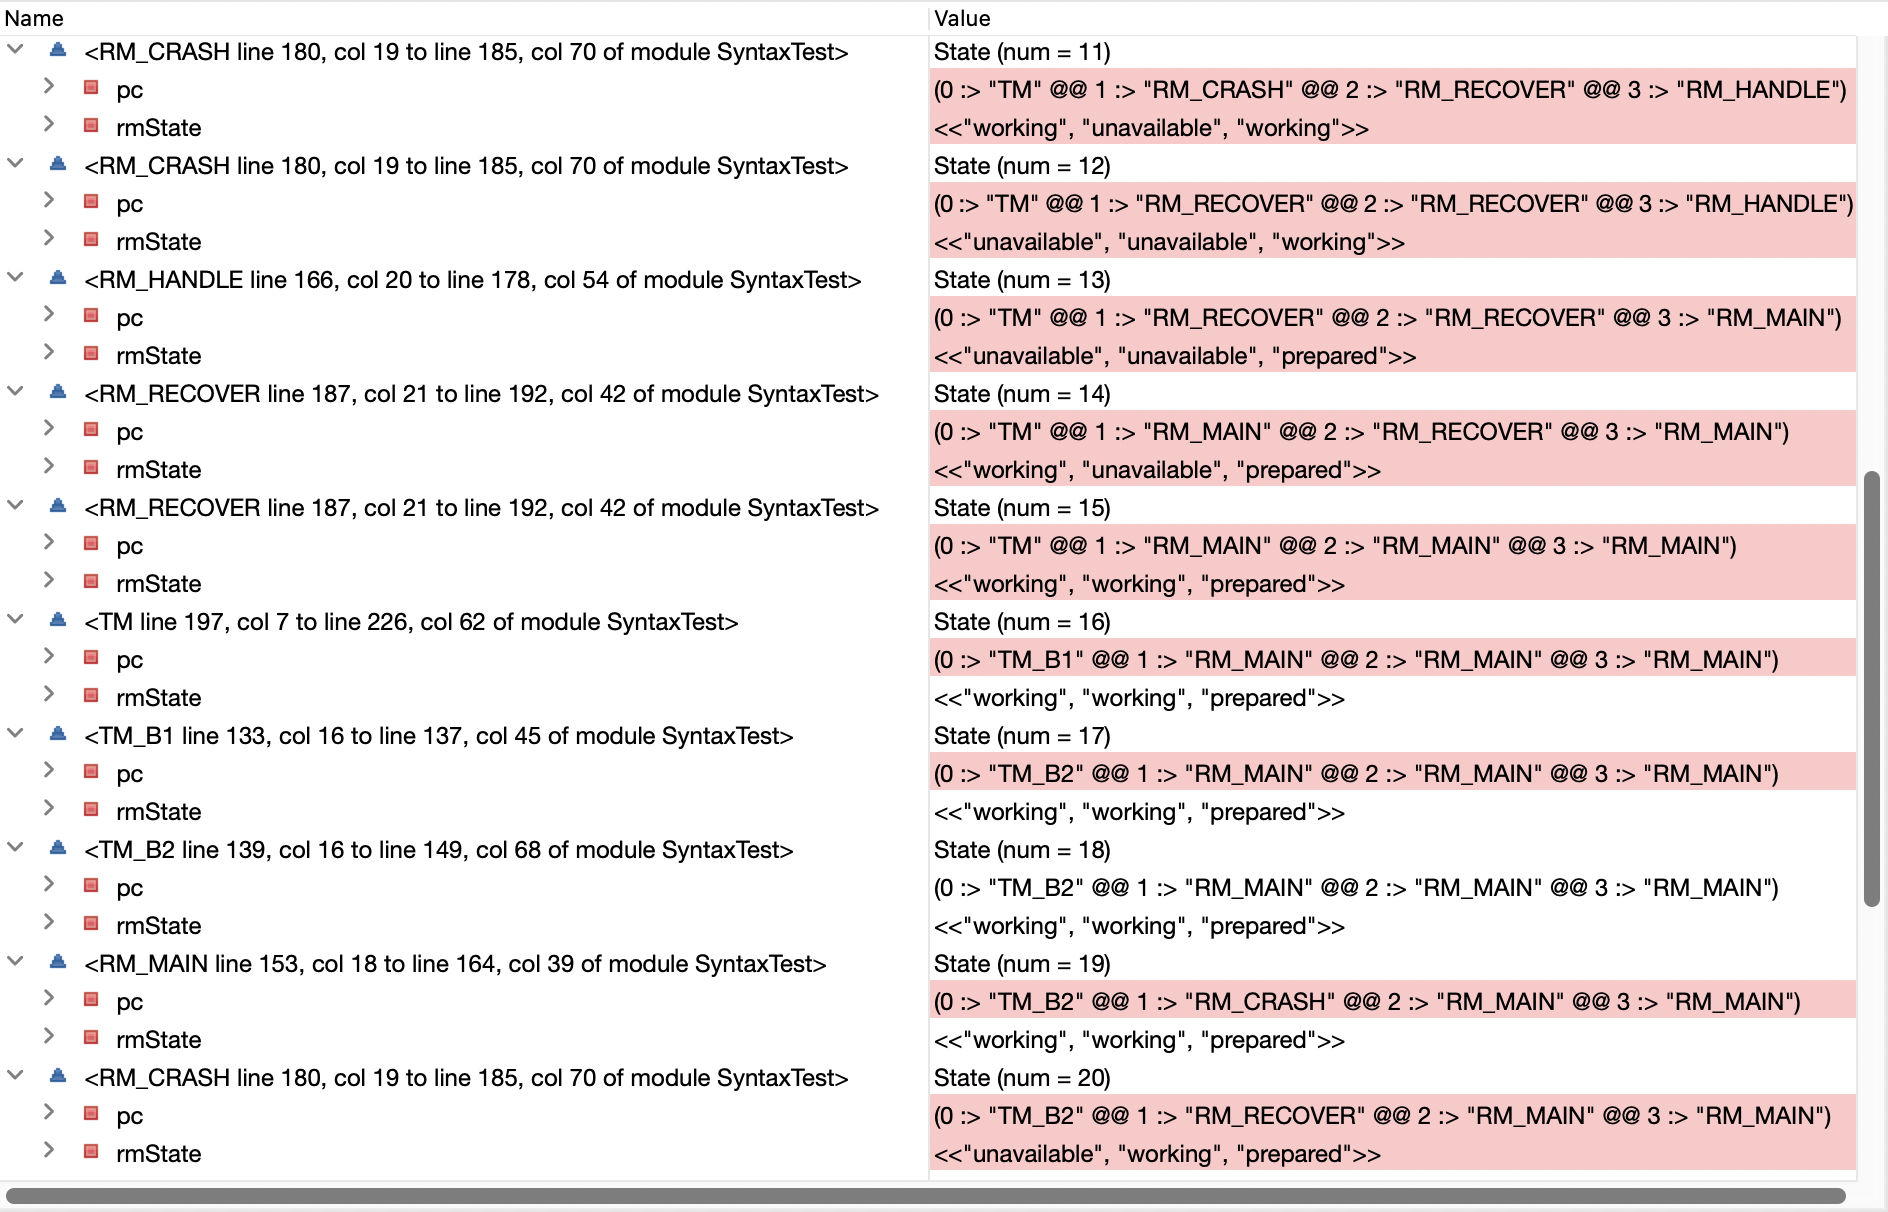 Name Value
<RM_CRASH line 180, col 19 to line 185, col 70 of module SyntaxTest> State (num = 11)
pc (0 :> "TM" @@ 1 :> "RM_CRASH" @@ 2 :> "RM_RECOVER" @@ 3 :> "RM_HANDLE")
rmState <<"working", "unavailable", "working">>
<RM_CRASH line 180, col 19 to line 185, col 70 of module SyntaxTest> State (num = 12)
pc (0 :> "TM" @@ 1 :> "RM_RECOVER" @@ 2 :> "RM_RECOVER" @@ 3 :> "RM_HANDLE")
rmState <<"unavailable", "unavailable", "working">>
<RM_HANDLE line 166, col 20 to line 178, col 54 of module SyntaxTest> State (num = 13)
pc (0 :> "TM" @@ 1 :> "RM_RECOVER" @@ 2 :> "RM_RECOVER" @@ 3 :> "RM_MAIN")
rmState <<"unavailable", "unavailable", "prepared">>
<RM_RECOVER line 187, col 21 to line 192, col 42 of module SyntaxTest> State (num = 14)
pc (0 :> "TM" @@ 1 :> "RM_MAIN" @@ 2 :> "RM_RECOVER" @@ 3 :> "RM_MAIN")
rmState <<"working", "unavailable", "prepared">>
<RM_RECOVER line 187, col 21 to line 192, col 42 of module SyntaxTest> State (num = 15)
pc (0 :> "TM" @@ 1 :> "RM_MAIN" @@ 2 :> "RM_MAIN" @@ 3 :> "RM_MAIN")
rmState <<"working", "working", "prepared">>
<TM line 197, col 7 to line 226, col 62 of module SyntaxTest> State (num = 16)
pc (0 :> "TM_B1" @@ 1 :> "RM_MAIN" @@ 2 :> "RM_MAIN" @@ 3 :> "RM_MAIN")
rmState <<"working", "working", "prepared">>
<TM_B1 line 133, col 16 to line 137, col 45 of module SyntaxTest> State (num = 17)
pc (0 :> "TM_B2" @@ 1 :> "RM_MAIN" @@ 2 :> "RM_MAIN" @@ 3 :> "RM_MAIN")
rmState <<"working", "working", "prepared">>
<TM_B2 line 139, col 16 to line 149, col 68 of module SyntaxTest> State (num = 18)
pc (0 :> "TM_B2" @@ 1 :> "RM_MAIN" @@ 2 :> "RM_MAIN" @@ 3 :> "RM_MAIN")
rmState <<"working", "working", "prepared">>
<RM_MAIN line 153, col 18 to line 164, col 39 of module SyntaxTest> State (num = 19)
pc (0 :> "TM_B2" @@ 1 :> "RM_CRASH" @@ 2 :> "RM_MAIN" @@ 3 :> "RM_MAIN")
rmState <<"working", "working", "prepared">>
<RM_CRASH line 180, col 19 to line 185, col 70 of module SyntaxTest> State (num = 20)
pc (0 :> "TM_B2" @@ 1 :> "RM_RECOVER" @@ 2 :> "RM_MAIN" @@ 3 :> "RM_MAIN")
rmState <<"unavailable", "working", "prepared">>